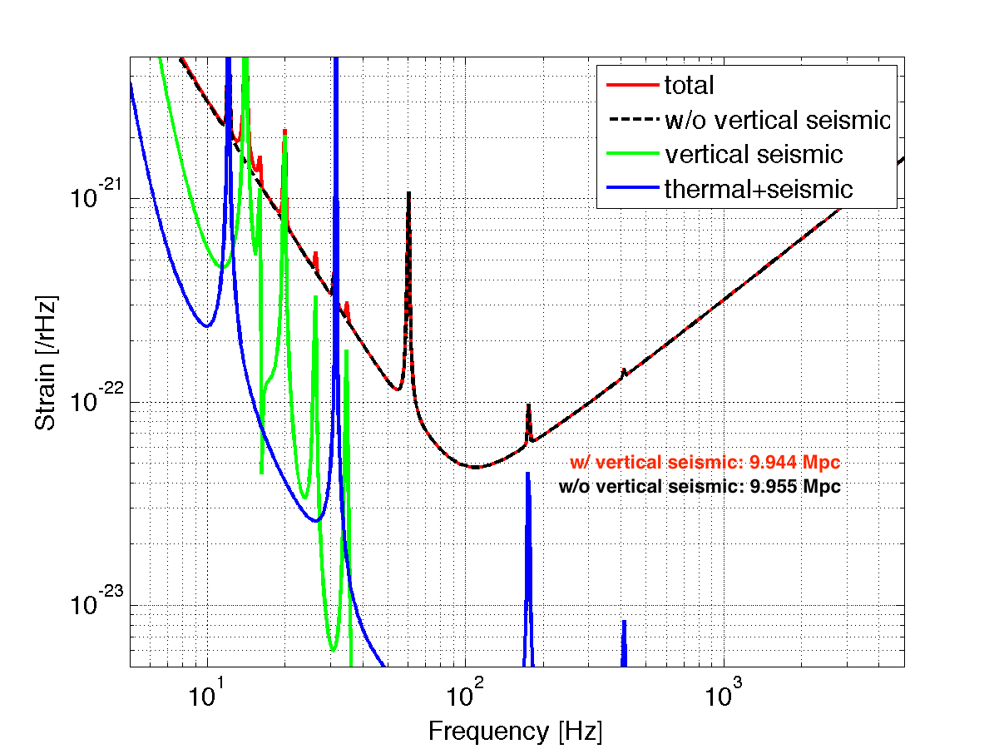 total
w/o vertical seismic
vertical seismic
thermal+seismic
10^-21
10^-22
10^-23
Strain [/rHz]
w/ vertical seismic: 9.944 Mpc
w/o vertical seismic: 9.955 Mpc
10^1 10^2 10^3
Frequency [Hz]